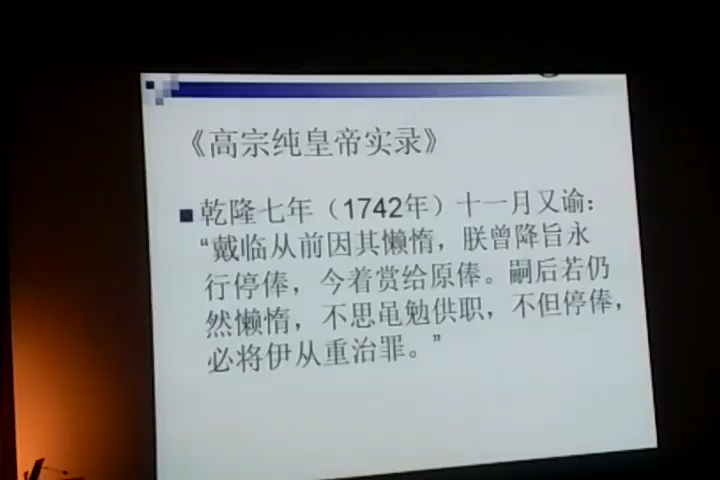 《高宗纯皇帝实录》
乾隆七年（1742年）十一月又谕：
“戴临从前因其懒惰，朕曾降旨永
行停俸，今着赏给原俸。嗣后若仍
然懒惰，不思黾勉供职，不但停俸，
必将伊从重治罪。”